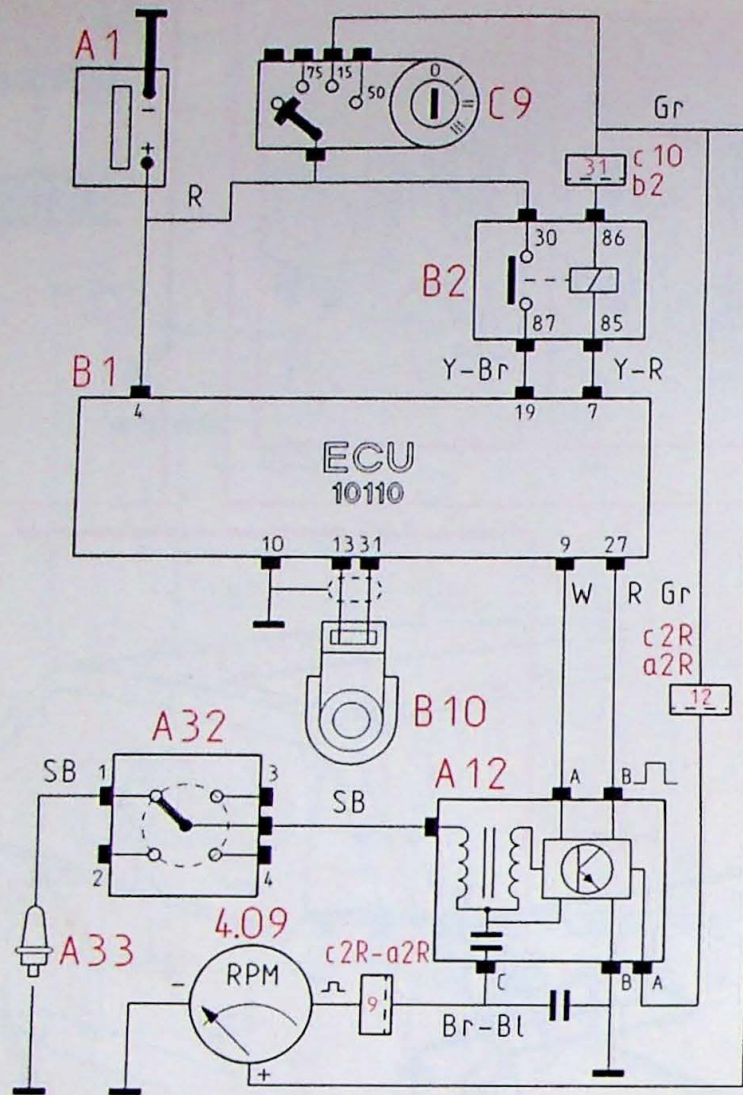 A1
-
+
R
75
15
50
0
I
II
III
C9
Gr
31
c10
b2
30
86
B2
87
85
Y-Br
Y-R
B1
4
19
7
ECU
10110
10
13
31
9
27
W
R
Gr
c2R
a2R
12
B10
A32
SB
1
3
2
4
SB
A12
A
B
A33
4.09
c2R-a2R
-
RPM
9
C
B
A
Br-Bl
+